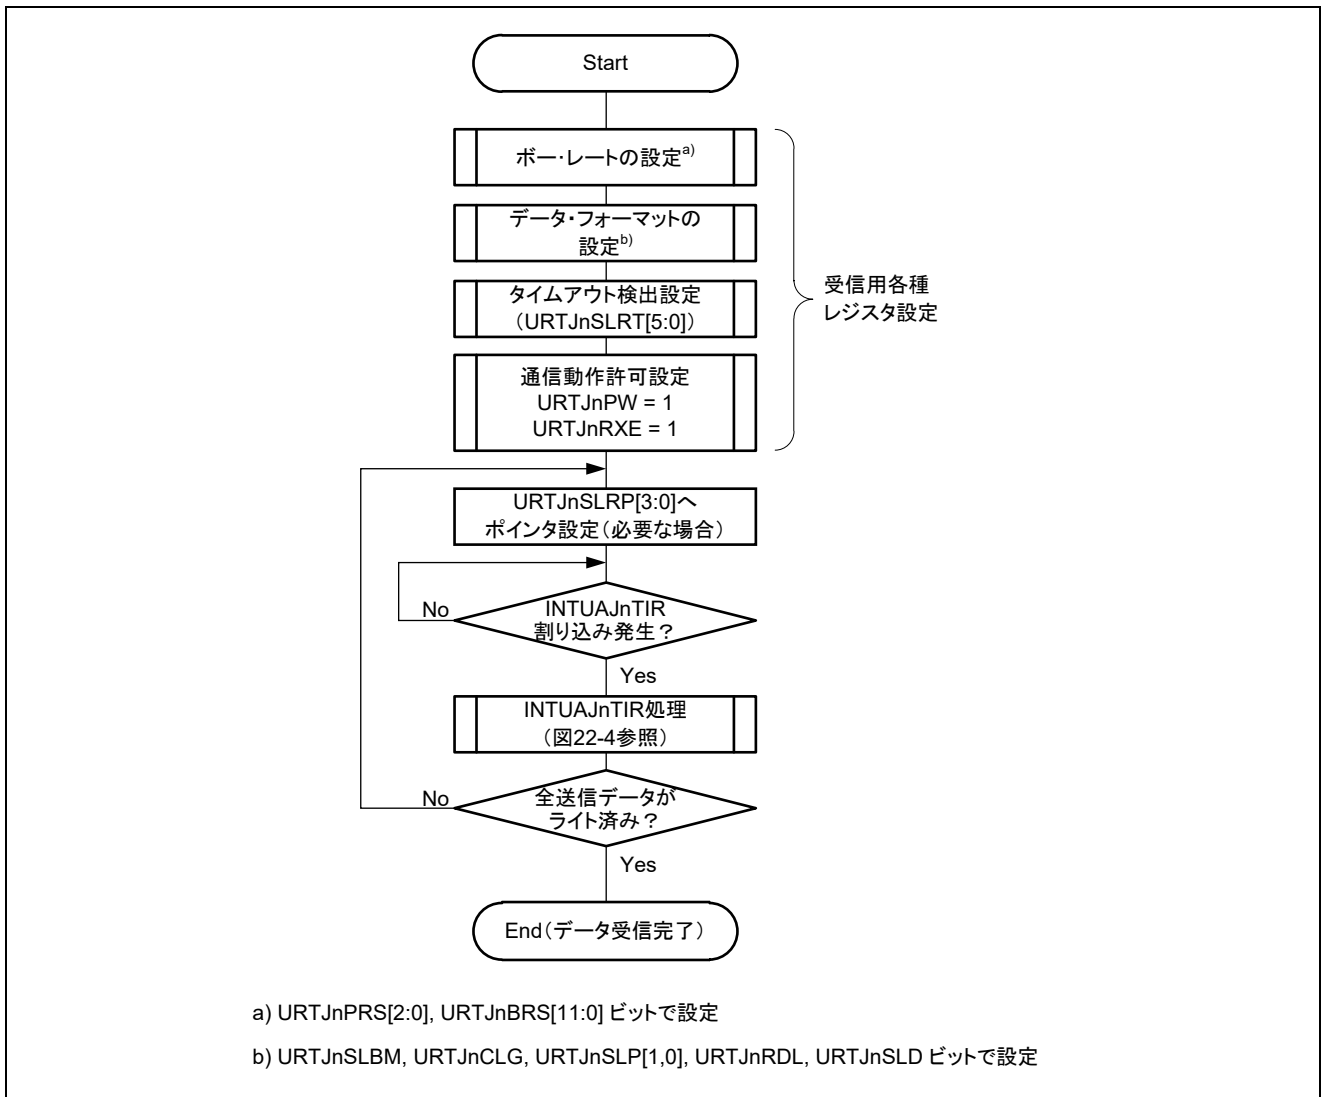 Start
ボー・レートの設定a)
データ・フォーマットの
設定b)
タイムアウト検出設定
（URTJnSLRT[5:0]）
通信動作許可設定
URTJnPW = 1
URTJnRXE = 1
受信用各種
レジスタ設定
URTJnSLRP[3:0]へ
ポインタ設定（必要な場合）
No
INTUAJnTIR
割り込み発生？
Yes
INTUAJnTIR処理
（図22-4参照）
No
全送信データが
ライト済み？
Yes
End（データ受信完了）
a) URTJnPRS[2:0], URTJnBRS[11:0] ビットで設定
b) URTJnSLBM, URTJnCLG, URTJnSLP[1,0], URTJnRDL, URTJnSLD ビットで設定